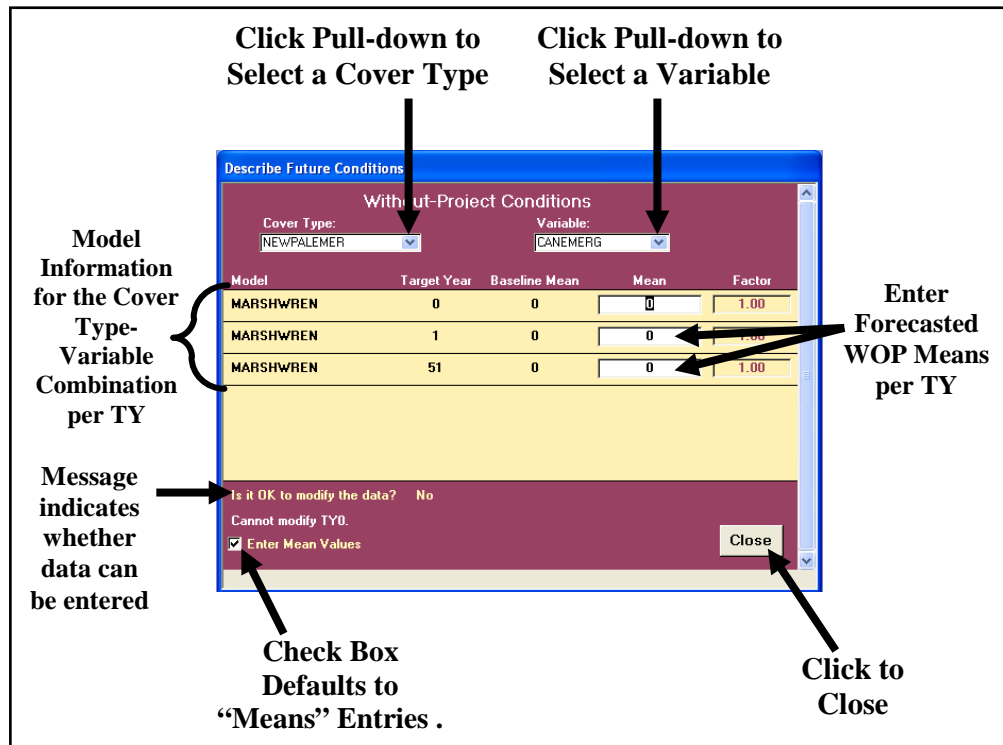 Click Pull-down to
Select a Cover Type
Click Pull-down to
Select a Variable
Describe Future Conditions
Without-Project Conditions
Cover Type:
Variable:
NEWPALEMER
CANEMERG
Model Target Year Baseline Mean Mean Factor
MARSHWREN 0 0 0 1.00
MARSHWREN 1 0 0 1.00
MARSHWREN 51 0 0 1.00
Model
Information
for the Cover
Type-
Variable
Combination
per TY
Enter
Forecasted
WOP Means
per TY
Message
indicates
whether
data can
be entered
Is it OK to modify the data? No
Cannot modify TY0.
Enter Mean Values
Close
Check Box
Defaults to
“Means” Entries .
Click to
Close